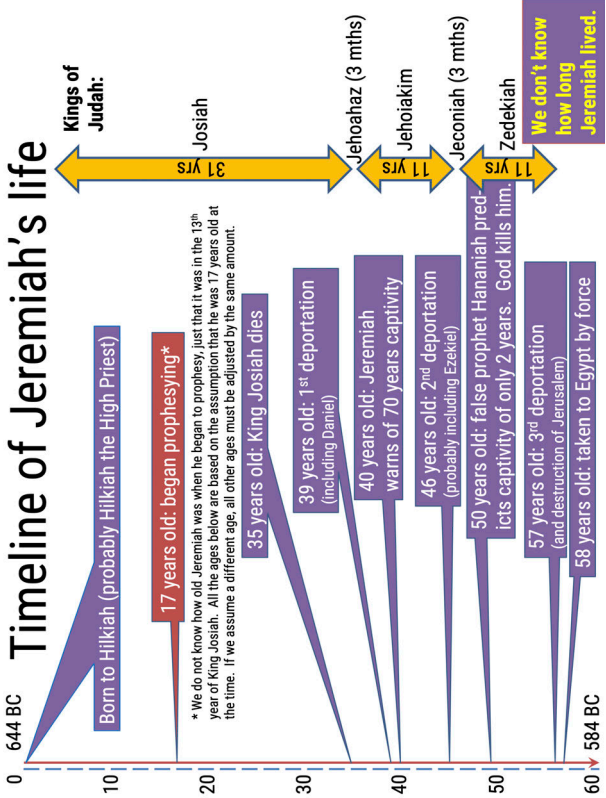 Timeline of Jeremiah's life
0
644 BC
10
20
30
40
50
60
584 BC
Born to Hilkiah (probably Hilkiah the High Priest)
17 years old: began prophesying*
* We do not know how old Jeremiah was when he began to prophesy, just that it was in the 13th
year of King Josiah. All the ages below are based on the assumption that he was 17 years old at
the time. If we assume a different age, all other ages must be adjusted by the same amount.
35 years old: King Josiah dies
39 years old: 1st deportation
(including Daniel)
40 years old: Jeremiah
warns of 70 years captivity
46 years old: 2nd deportation
(probably including Ezekiel)
50 years old: false prophet Hananiah pred-
icts captivity of only 2 years. God kills him.
57 years old: 3rd deportation
(and destruction of Jerusalem)
58 years old: taken to Egypt by force
Kings of
Judah:
31 yrs
Josiah
Jehoahaz (3 mths)
11 yrs
Jehoiakim
Jeconiah (3 mths)
11 yrs
Zedekiah
We don't know
how long
Jeremiah lived.